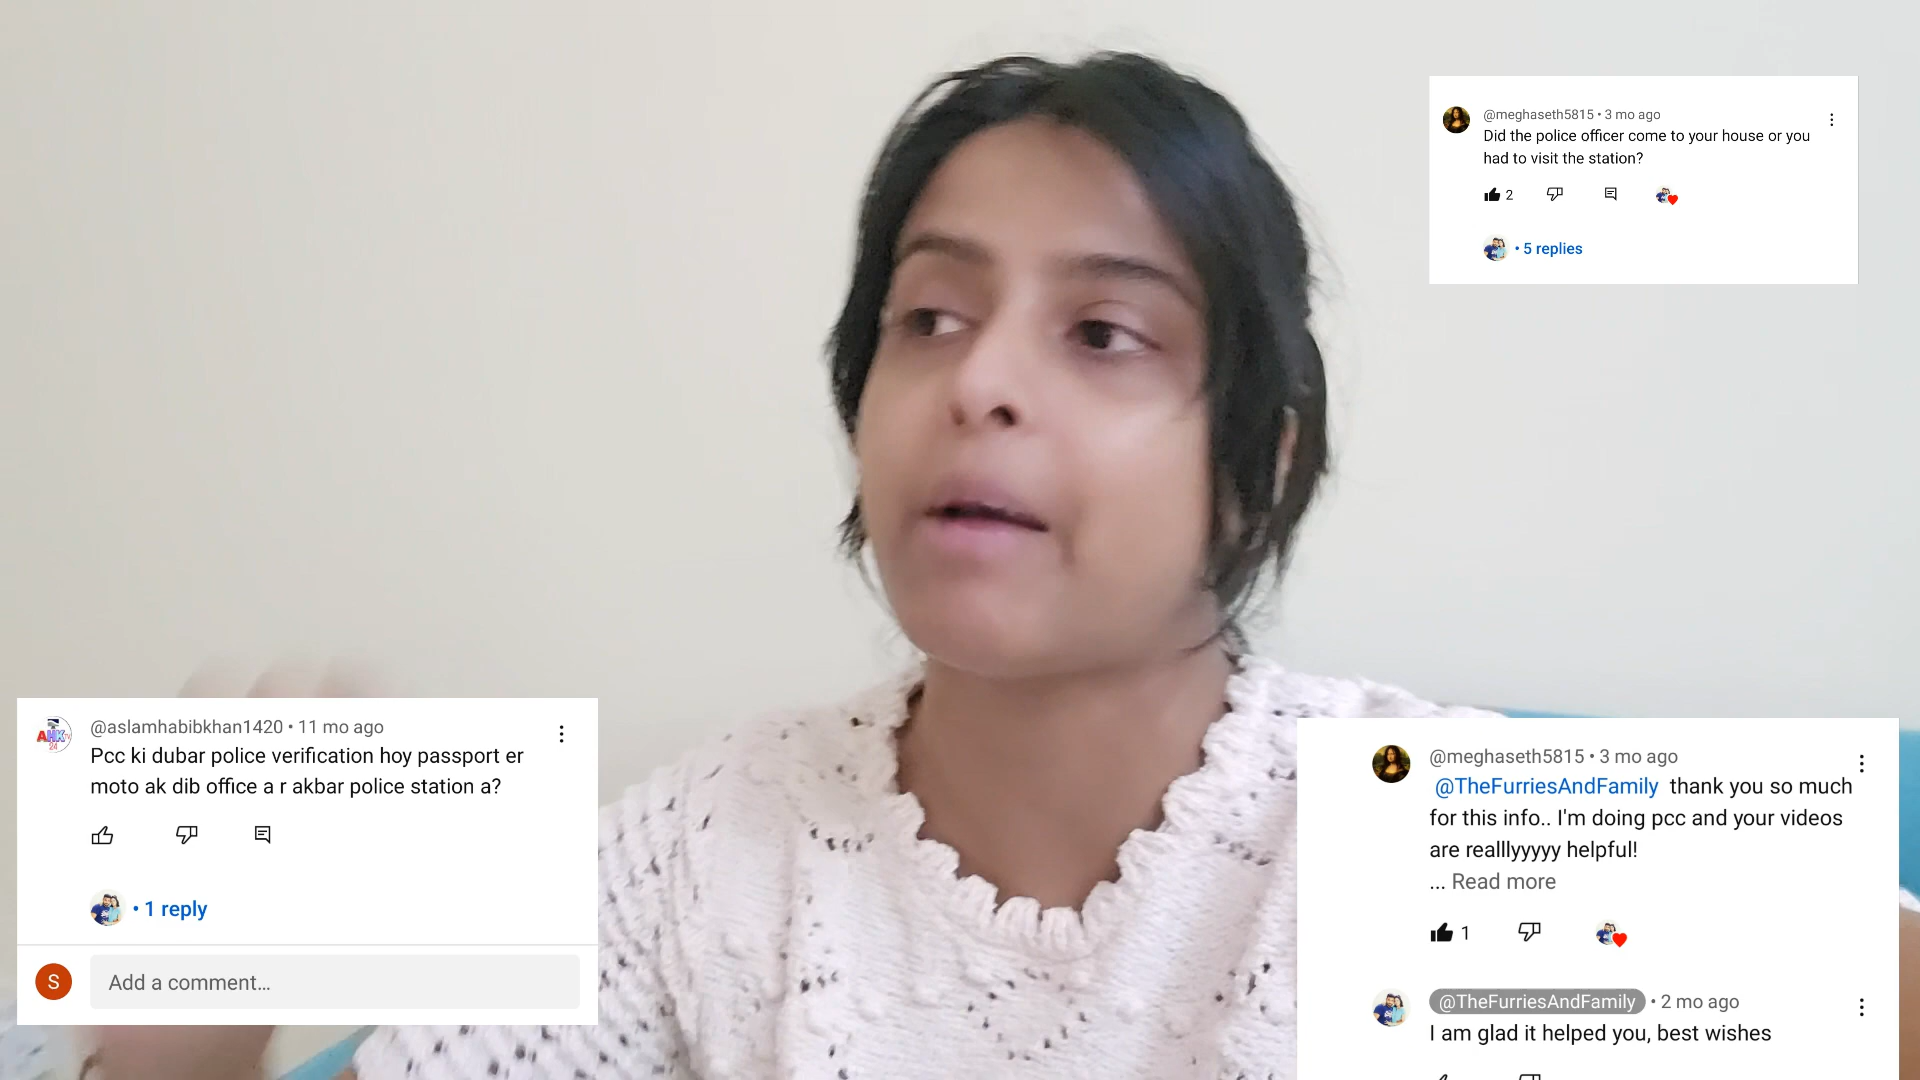 @meghaseth5815 • 3 mo ago
Did the police officer come to your house or you
had to visit the station?
2
• 5 replies
AHK TV
24
@aslamhabibkhan1420 • 11 mo ago
Pcc ki dubar police verification hoy passport er
moto ak dib office a r akbar police station a?
• 1 reply
S
Add a comment...
@meghaseth5815 • 3 mo ago
@TheFurriesAndFamily thank you so much
for this info.. I'm doing pcc and your videos
are realllyyyyy helpful!
... Read more
1
@TheFurriesAndFamily • 2 mo ago
I am glad it helped you, best wishes